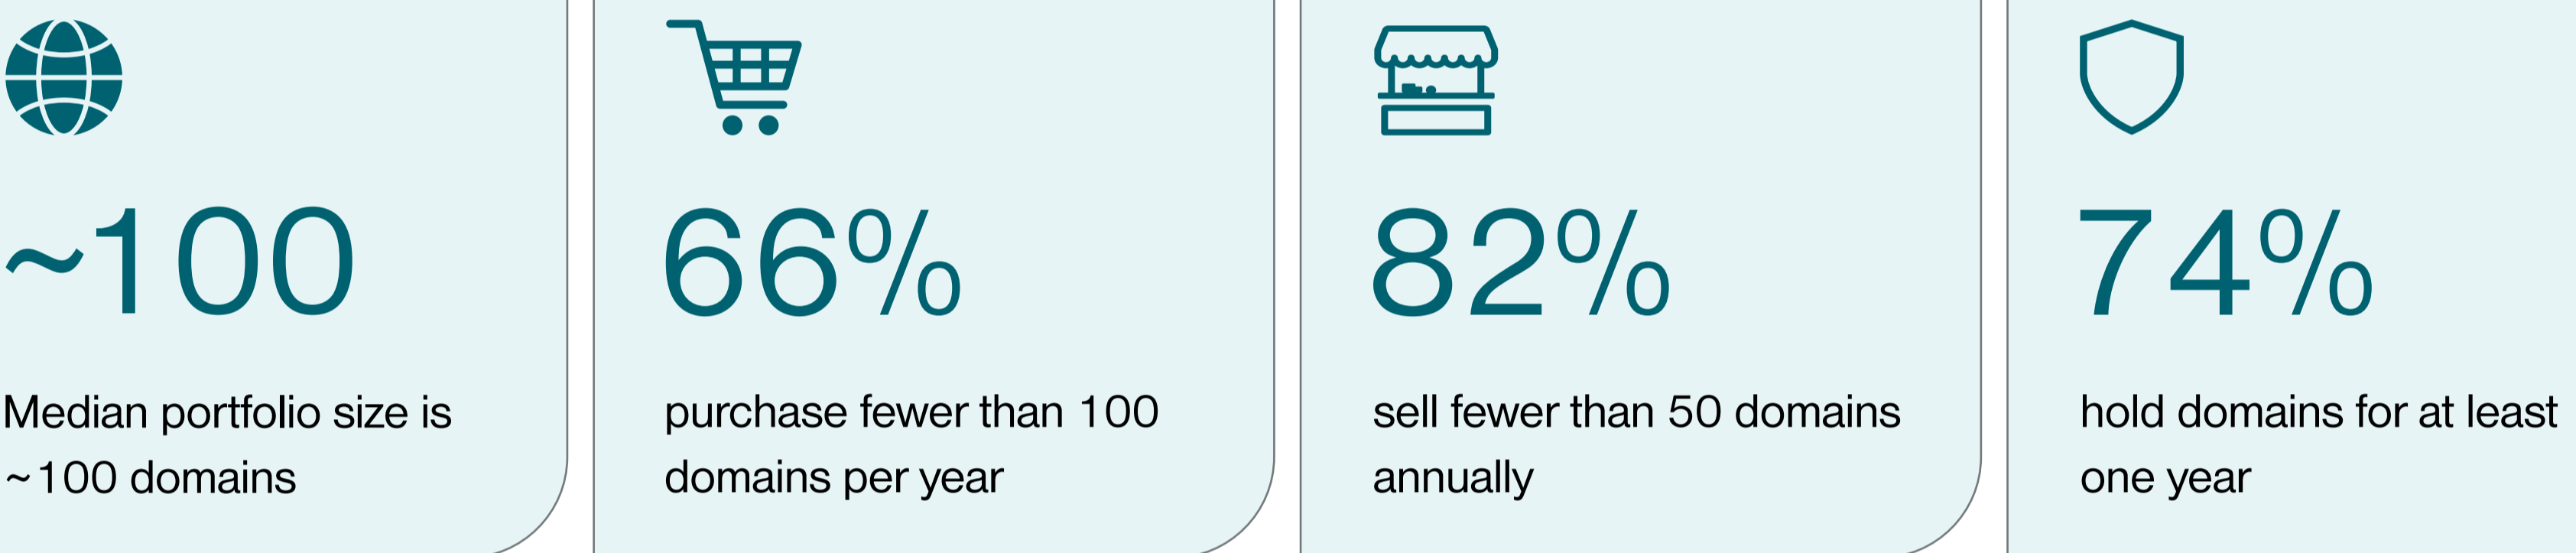 ~100
Median portfolio size is
~100 domains
66%
purchase fewer than 100
domains per year
82%
sell fewer than 50 domains
annually
74%
hold domains for at least
one year